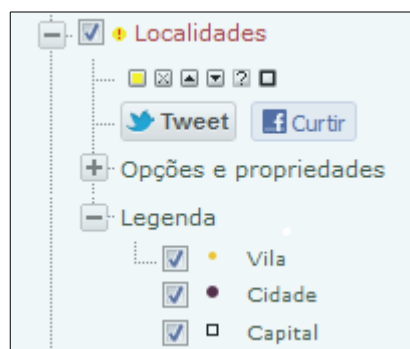 Localidades
?
Tweet Curtir
Opções e propriedades
Legenda
Vila
Cidade
Capital